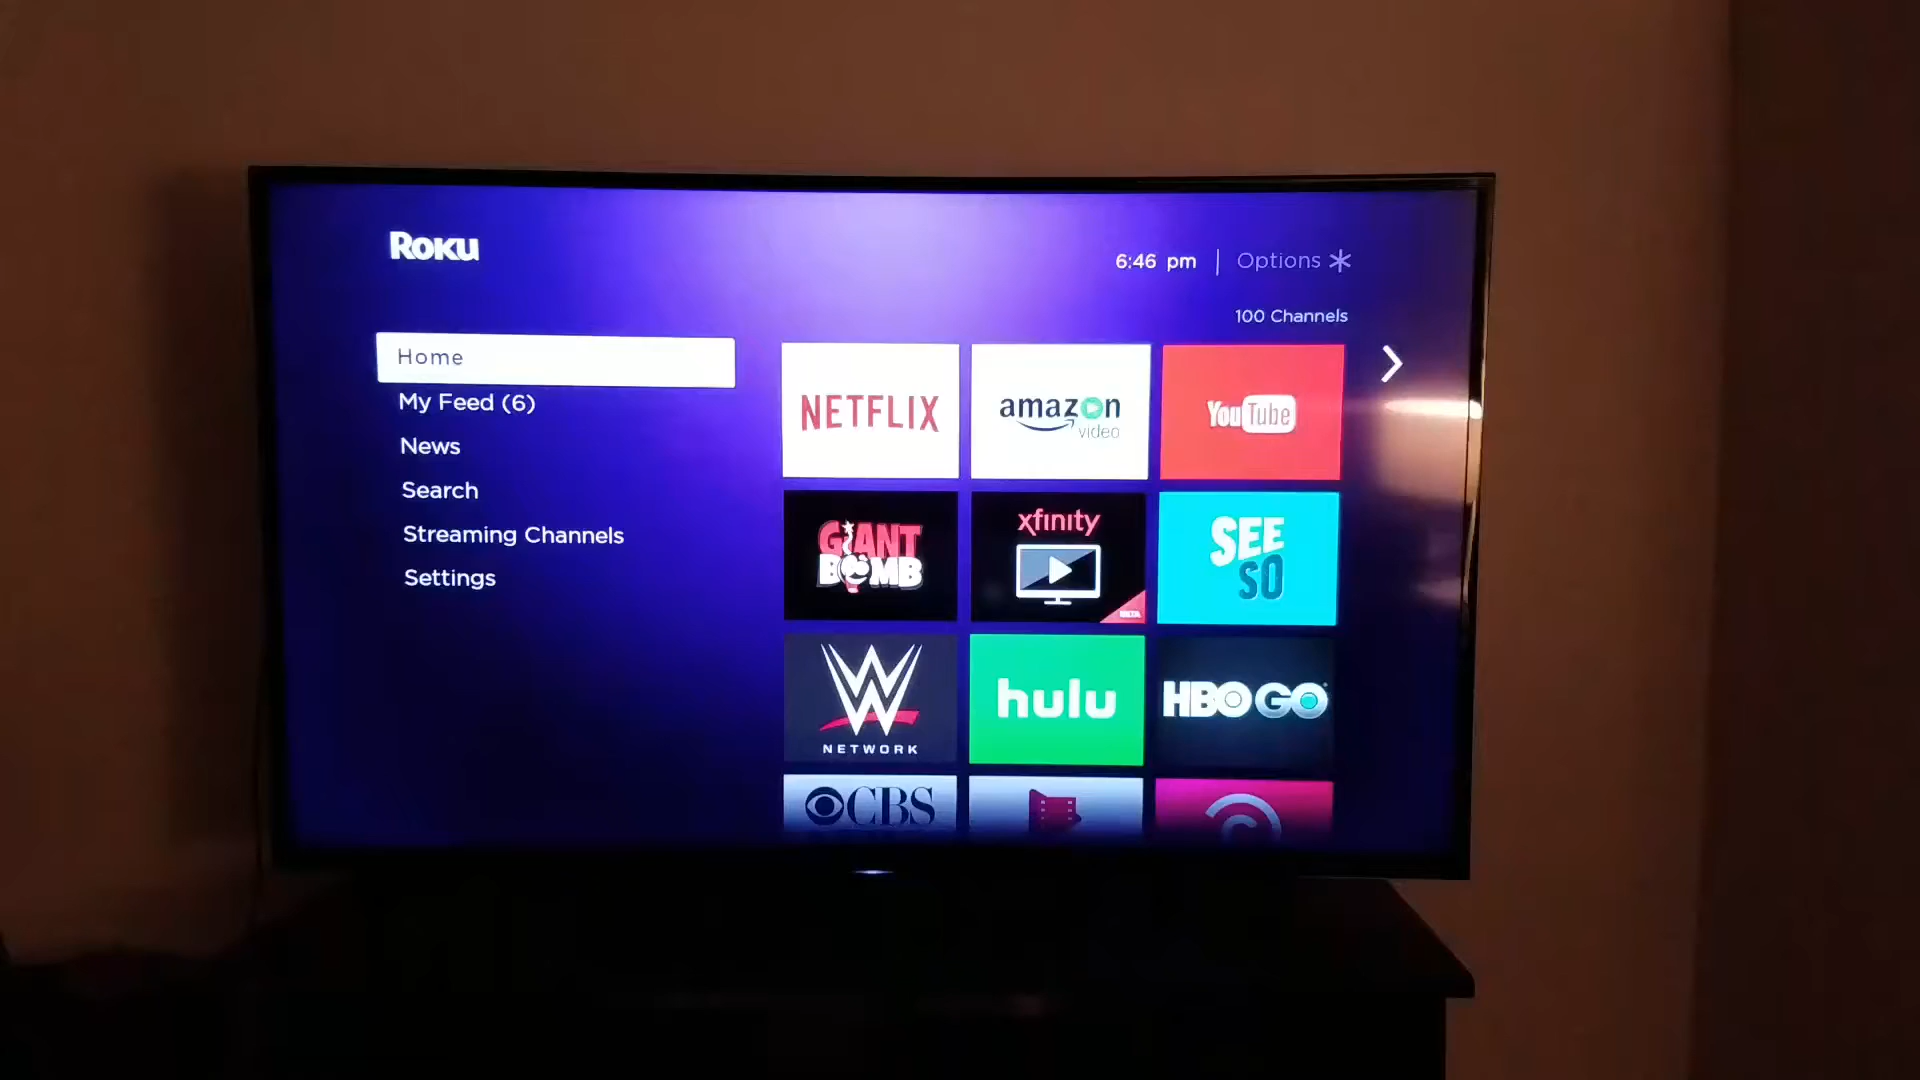 Roku
6:46 pm | Options *
100 Channels
Home
My Feed (6)
News
Search
Streaming Channels
Settings
NETFLIX
amazon
video
YouTube
GIANT
BOMB
xfinity
BETA
SEE
SO
W
NETWORK
hulu
HBO GO
CBS